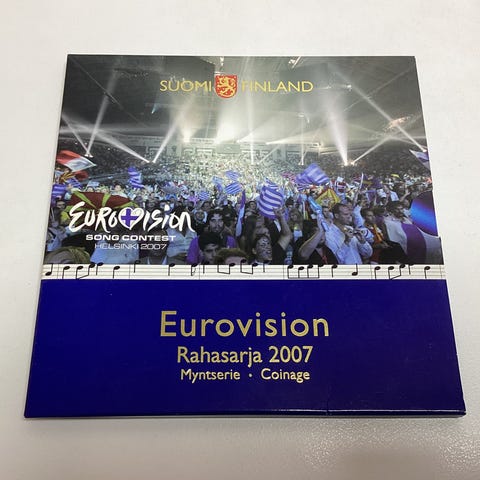 SUOMI FINLAND
EUROVISION
SONG CONTEST
HELSINKI 2007
Eurovision
Rahasarja 2007
Myntserie · Coinage